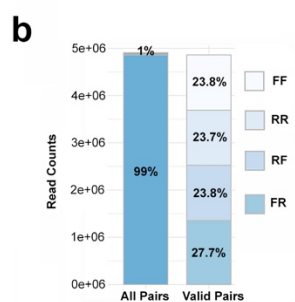 b
5e+06
4e+06
3e+06
2e+06
1e+06
0e+06
Read Counts
1%
99%
23.8%
23.7%
23.8%
27.7%
All Pairs Valid Pairs
FF
RR
RF
FR